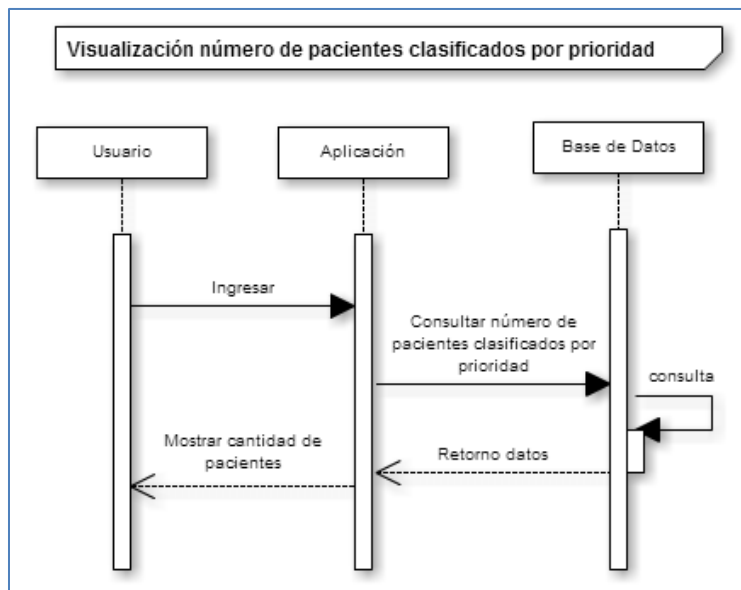 Visualización número de pacientes clasificados por prioridad
Usuario
Aplicación
Base de Datos
Ingresar
Consultar número de
pacientes clasificados por
prioridad
consulta
Mostrar cantidad de
pacientes
Retorno datos